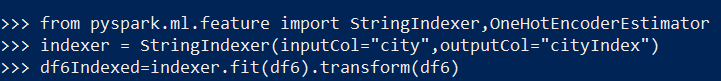 >>> from pyspark.ml.feature import StringIndexer,OneHotEncoderEstimator
>>> indexer = StringIndexer(inputCol="city",outputCol="cityIndex")
>>> df6Indexed=indexer.fit(df6).transform(df6)